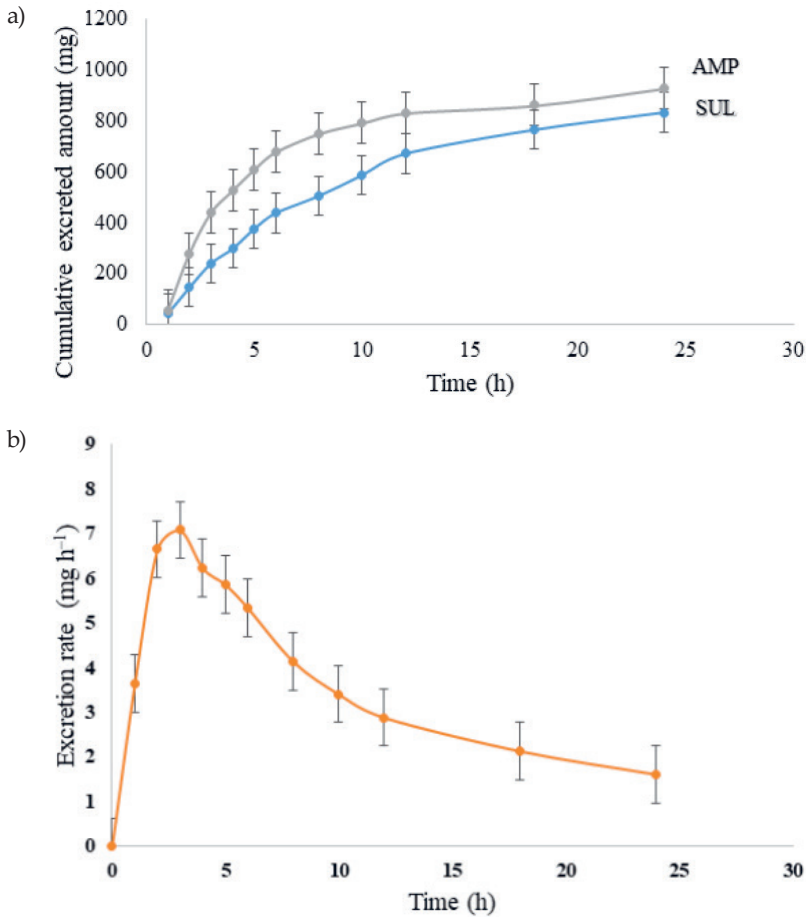 a)
Cumulative excreted amount (mg)
1200
1000
800
600
400
200
0
AMP
SUL
0 5 10 15 20 25 30
Time (h)
b)
Excretion rate (mg h⁻¹)
9
8
7
6
5
4
3
2
1
0
0 5 10 15 20 25 30
Time (h)